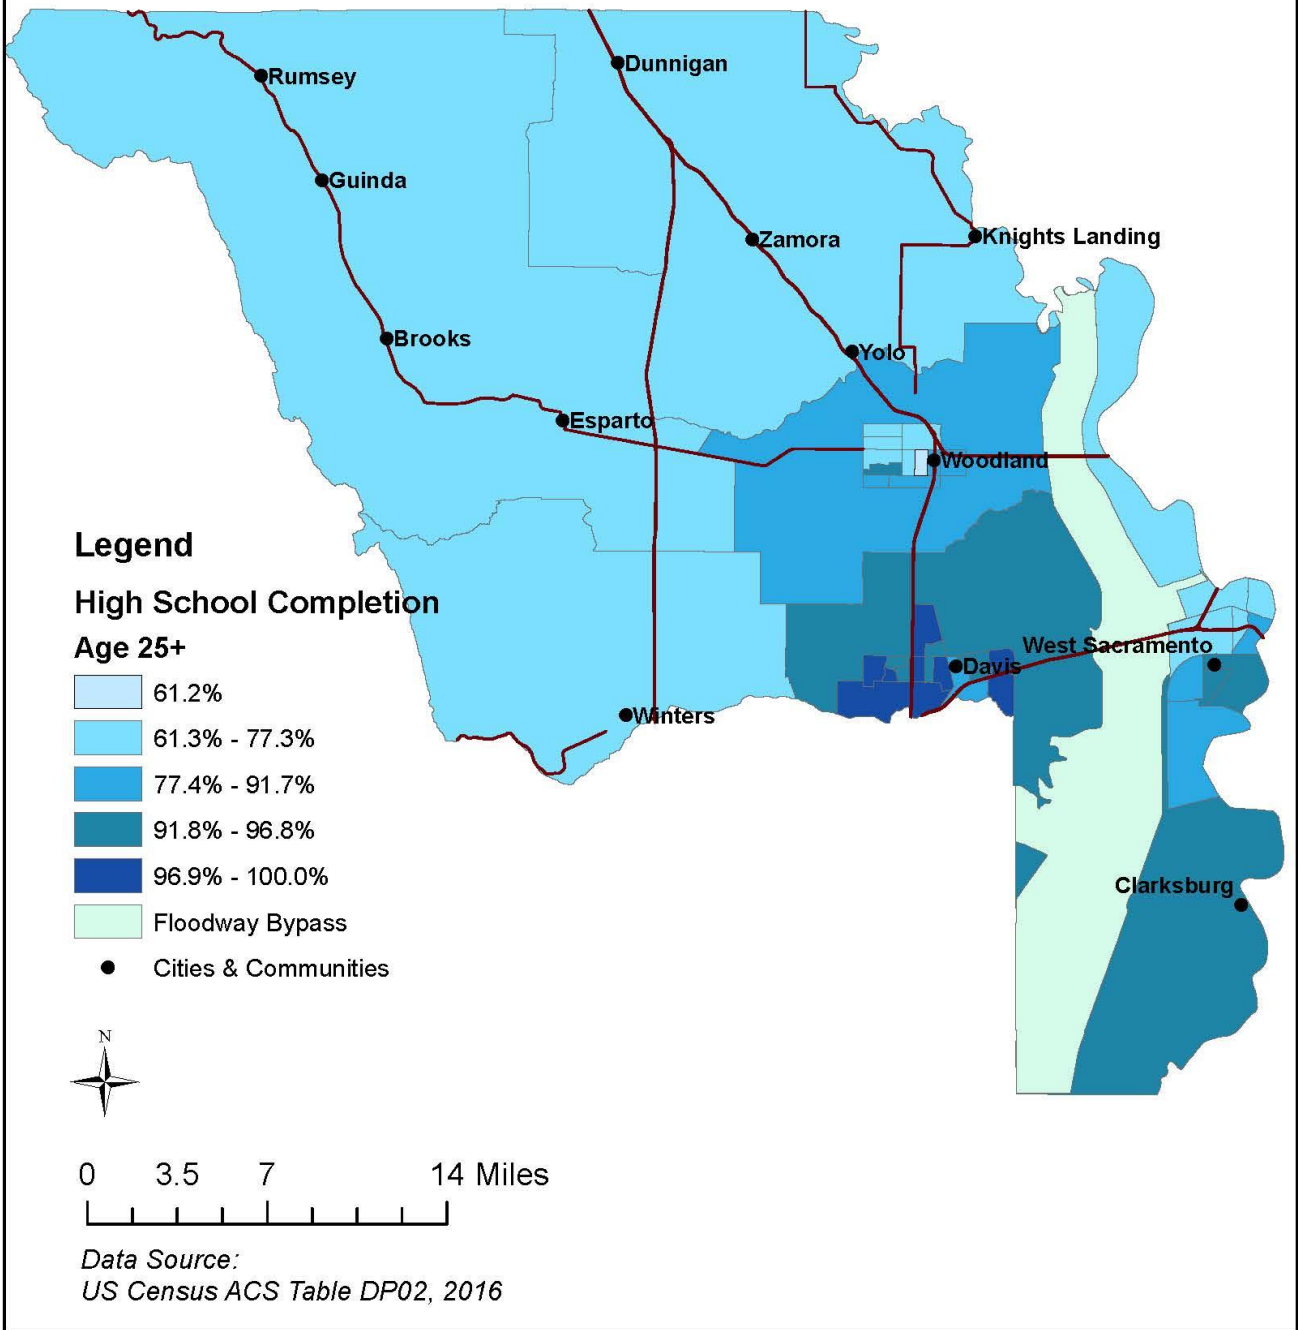 Rumsey
Dunnigan
Guinda
Zamora
Knights Landing
Brooks
Yolo
Esparto
Woodland
West Sacramento
Davis
Winters
Clarksburg
Legend
High School Completion
Age 25+
61.2%
61.3% - 77.3%
77.4% - 91.7%
91.8% - 96.8%
96.9% - 100.0%
Floodway Bypass
Cities & Communities
N
0 3.5 7 14 Miles
Data Source:
US Census ACS Table DP02, 2016